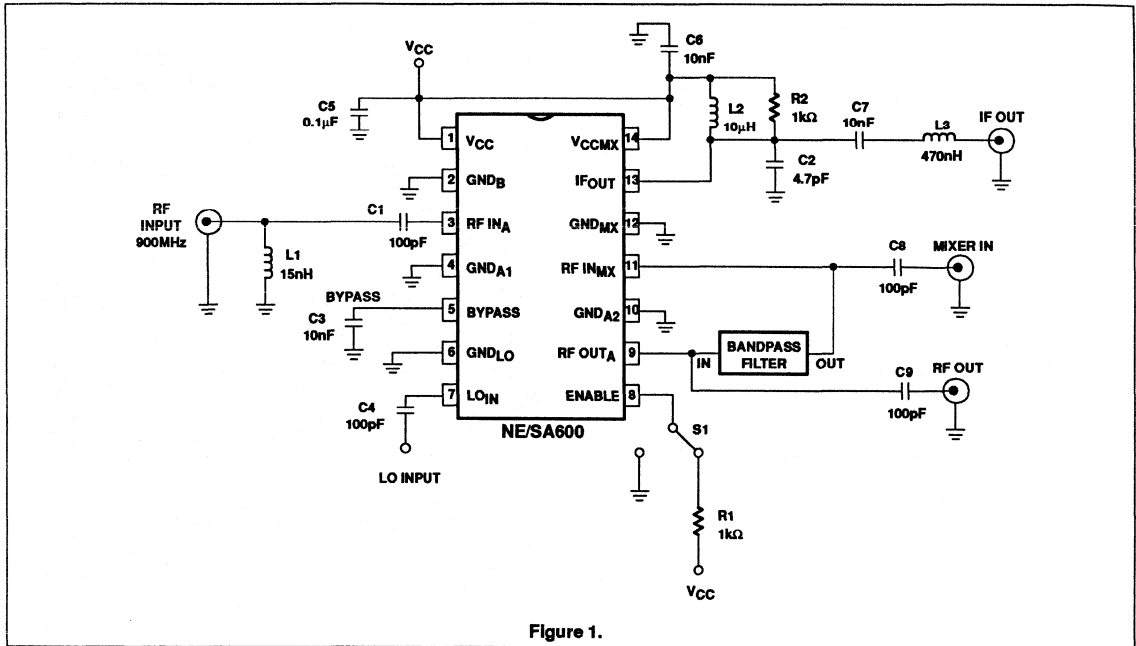 VCC
C5
0.1µF
C6
10nF
L2
10µH
R2
1kΩ
C7
10nF
L3
470nH
IF OUT
C2
4.7pF
1 VCC
2 GNDB
RF
INPUT
900MHz
L1
15nH
C1
100pF
3 RF INA
4 GNDA1
BYPASS
C3
10nF
5 BYPASS
6 GNDLO
C4
100pF
7 LOIN
LO INPUT
VCCMX 14
IFOUT 13
GNDMX 12
RF INMX 11
GNDA2 10
RF OUTA 9
ENABLE 8
NE/SA600
C8
100pF
MIXER IN
IN
BANDPASS
FILTER
OUT
C9
100pF
RF OUT
S1
R1
1kΩ
VCC
Figure 1.